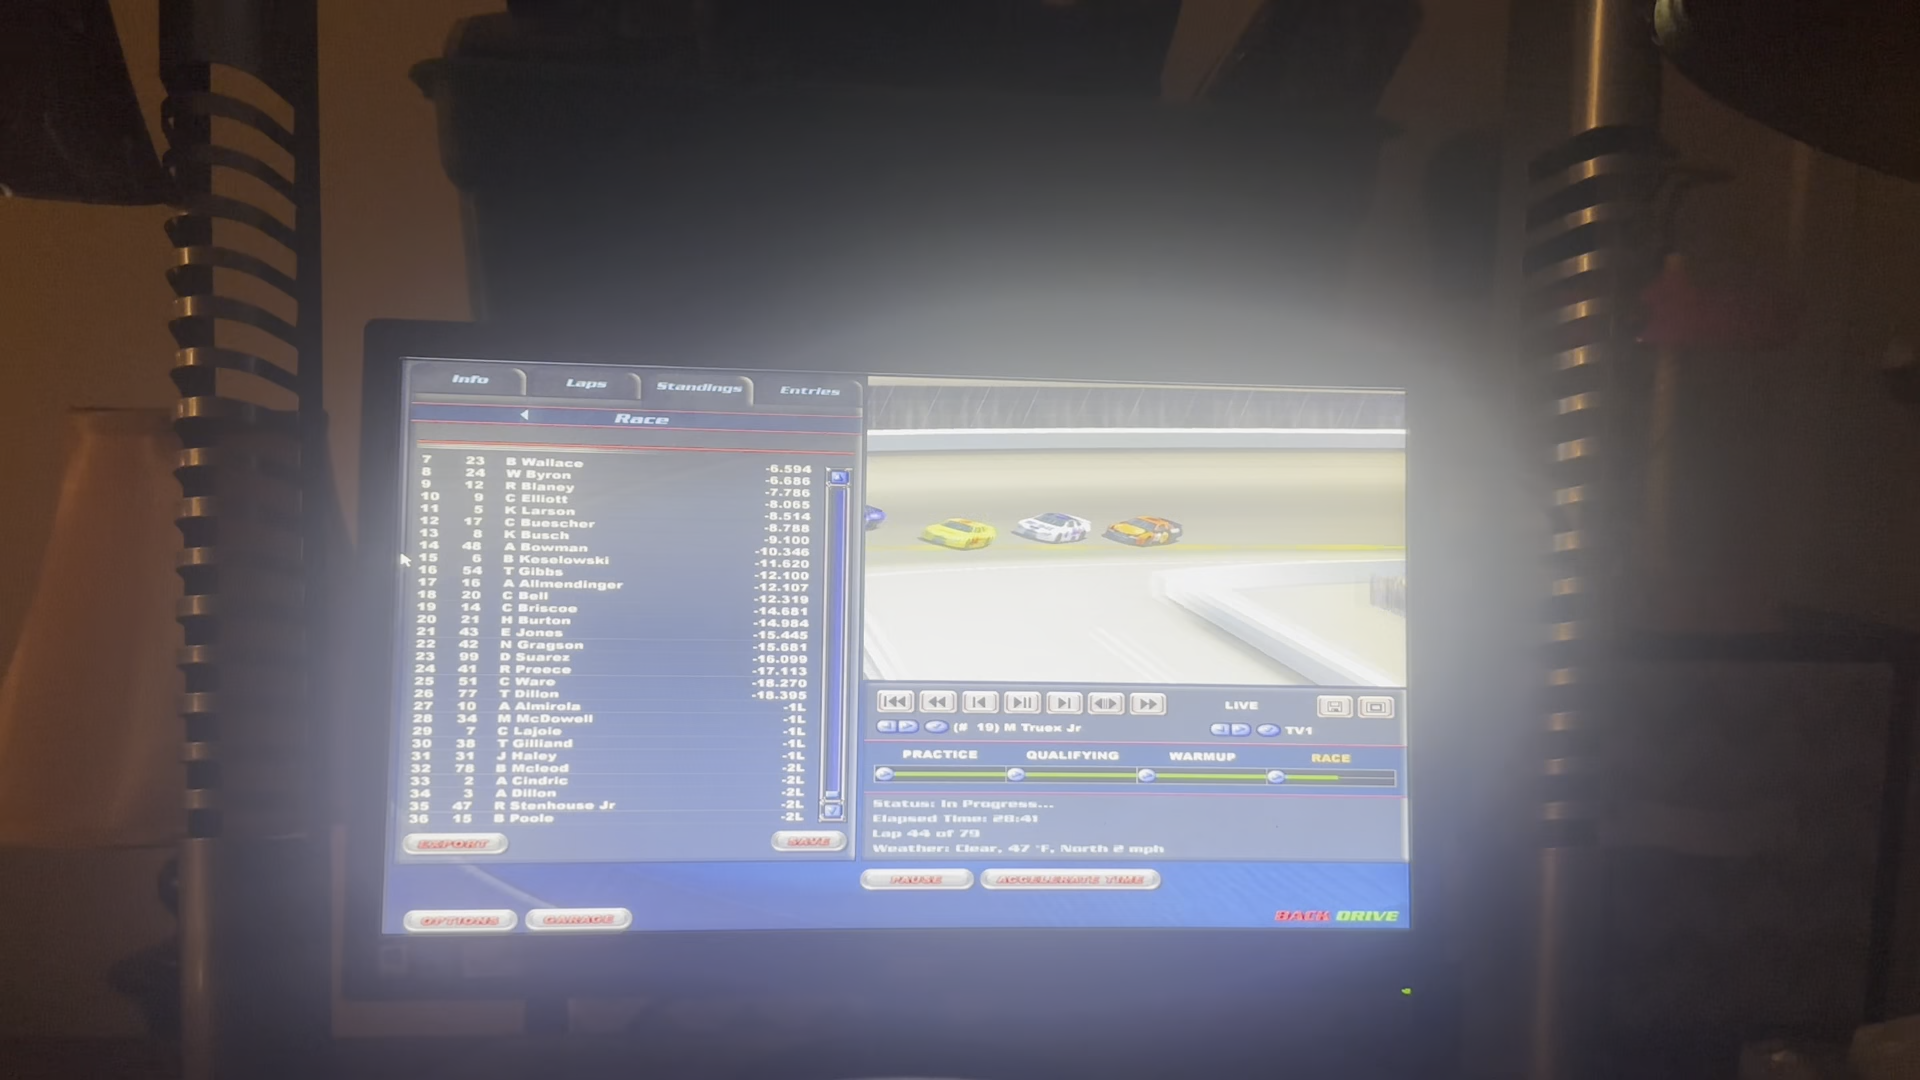 Info Laps Standings Entries
Race
7 23 B Wallace -6.594
8 24 W Byron -6.686
9 12 R Blaney -7.786
10 9 C Elliott -8.065
11 5 K Larson -8.514
12 17 C Buescher -8.788
13 8 K Busch -9.100
14 48 A Bowman -10.346
15 6 B Keselowski -11.620
16 54 T Gibbs -12.100
17 16 A Allmendinger -12.107
18 20 C Bell -12.319
19 14 C Briscoe -14.681
20 21 H Burton -14.984
21 43 E Jones -15.445
22 42 N Gragson -15.681
23 99 D Suarez -16.099
24 41 R Preece -17.113
25 51 C Ware -18.270
26 77 T Dillon -18.395
27 10 A Almirola -1L
28 34 M McDowell -1L
29 7 C Lajoie -1L
30 38 T Gilliand -1L
31 31 J Haley -1L
32 78 B Mcleod -2L
33 2 A Cindric -2L
34 3 A Dillon -2L
35 47 R Stenhouse Jr -2L
36 15 B Poole -2L
EXPORT SAVE
LIVE
(# 19) M Truex Jr TV1
PRACTICE QUALIFYING WARMUP RACE
Status: In Progress...
Elapsed Time: 28:41
Lap 44 of 79
Weather: Clear, 47 °F, North 2 mph
PAUSE ACCELERATE TIME
OPTIONS GARAGE
BACK DRIVE